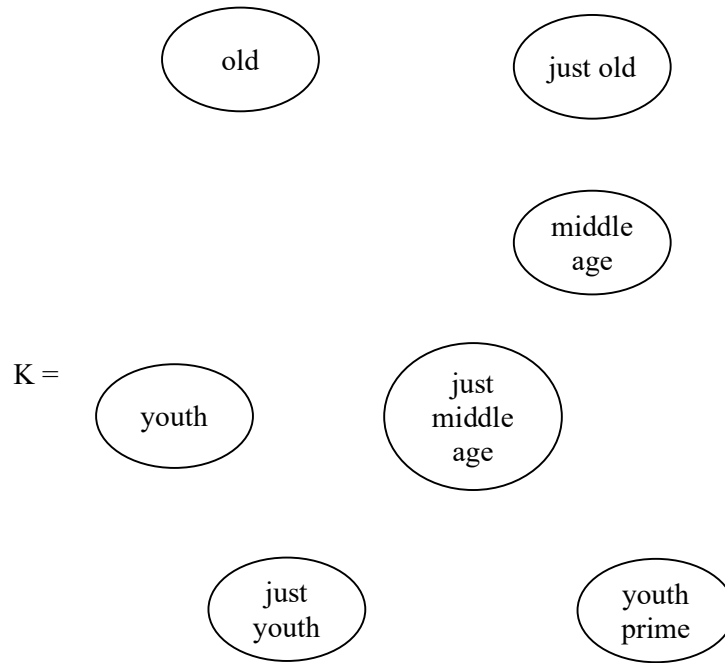 old
just old
middle
age
K =
youth
just
middle
age
just
youth
youth
prime